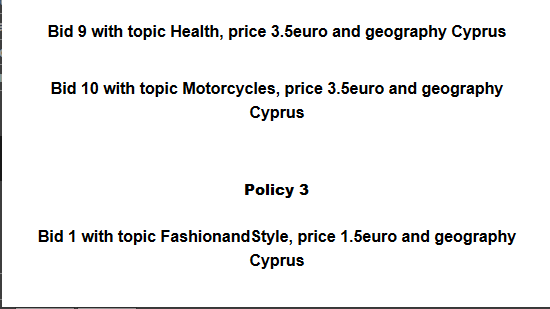 Bid 9 with topic Health, price 3.5euro and geography Cyprus
Bid 10 with topic Motorcycles, price 3.5euro and geography
Cyprus
Policy 3
Bid 1 with topic FashionandStyle, price 1.5euro and geography
Cyprus